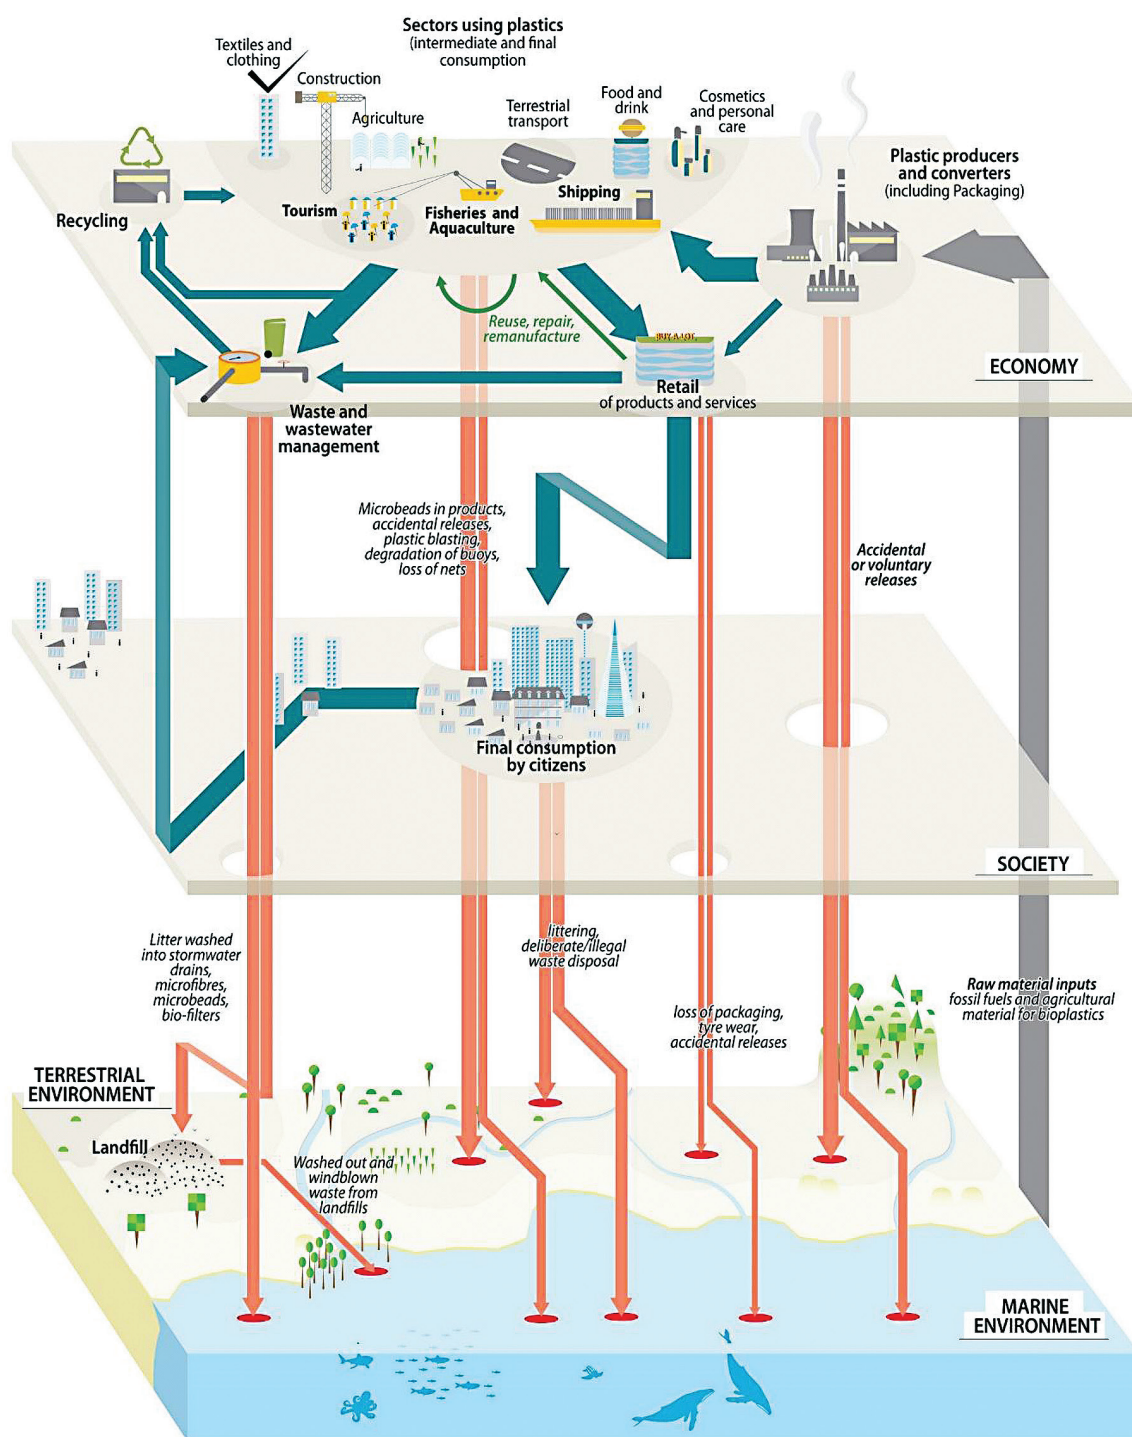 Sectors using plastics
(intermediate and final
consumption
Textiles and
clothing
Construction
Agriculture
Terrestrial
transport
Food and
drink
Cosmetics
and personal
care
Plastic producers
and converters
(including Packaging)
Recycling
Tourism
Fisheries and
Aquaculture
Shipping
Reuse, repair,
remanufacture
BUY A LOT
Retail
of products and services
ECONOMY
Waste and
wastewater
management
Microbeads in products,
accidental releases,
plastic blasting,
degradation of buoys,
loss of nets
Accidental
or voluntary
releases
Final consumption
by citizens
SOCIETY
Litter washed
into stormwater
drains,
microfibres,
microbeads,
bio-filters
littering,
deliberate/illegal
waste disposal
loss of packaging,
tyre wear,
accidental releases
Raw material inputs
fossil fuels and agricultural
material for bioplastics
TERRESTRIAL
ENVIRONMENT
Landfill
Washed out and
windblown
waste from
landfills
MARINE
ENVIRONMENT